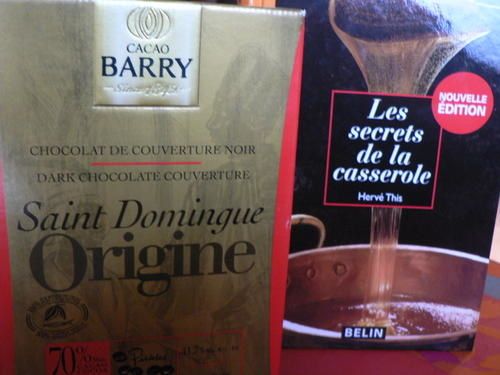 CACAO
BARRY
CHOCOLAT DE COUVERTURE NOIR
DARK CHOCOLATE COUVERTURE
Saint Domingue
Origine
70%
NOUVELLE
ÉDITION
Les
secrets
de la
casserole
Hervé This
BELIN